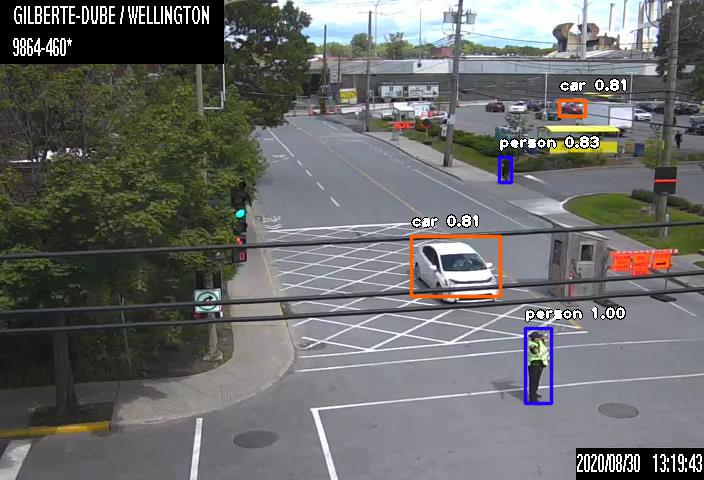 GILBERTE-DUBE / WELLINGTON
9864-460*
car 0.81
person 0.83
car 0.81
person 1.00
2020/08/30 13:19:43